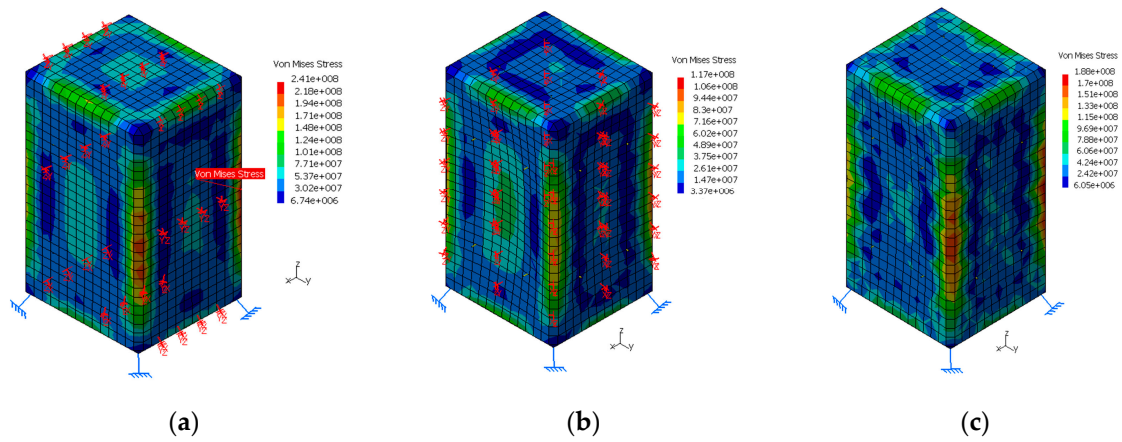 Von Mises Stress
2.41e+008
2.18e+008
1.94e+008
1.71e+008
1.48e+008
1.24e+008
1.01e+008
7.71e+007
5.37e+007
3.02e+007
6.74e+006
Von Mises Stress
z
x
y
(a)
Von Mises Stress
1.17e+008
1.06e+008
9.44e+007
8.3e+007
7.16e+007
6.02e+007
4.89e+007
3.75e+007
2.61e+007
1.47e+007
3.37e+006
z
x
y
(b)
Von Mises Stress
1.88e+008
1.7e+008
1.51e+008
1.33e+008
1.15e+008
9.69e+007
7.88e+007
6.06e+007
4.24e+007
2.42e+007
6.05e+006
z
x
y
(c)